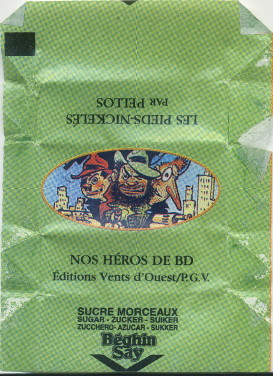 LES PIEDS-NICKELÉS
PAR PELLOS
NOS HÉROS DE BD
Éditions Vents d'Ouest/P.G.V.
SUCRE MORCEAUX
SUGAR - ZUCKER - SUIKER
ZUCCHERO - AZUCAR - SUKKER
Béghin
Say